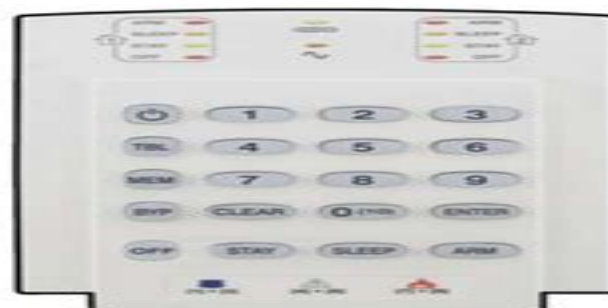 ARM ARM
SLEEP SLEEP
STAY STAY
OFF OFF
1 2 3
TBL 4 5 6
MEM 7 8 9
BYP CLEAR 0 ENTER
OFF STAY SLEEP ARM